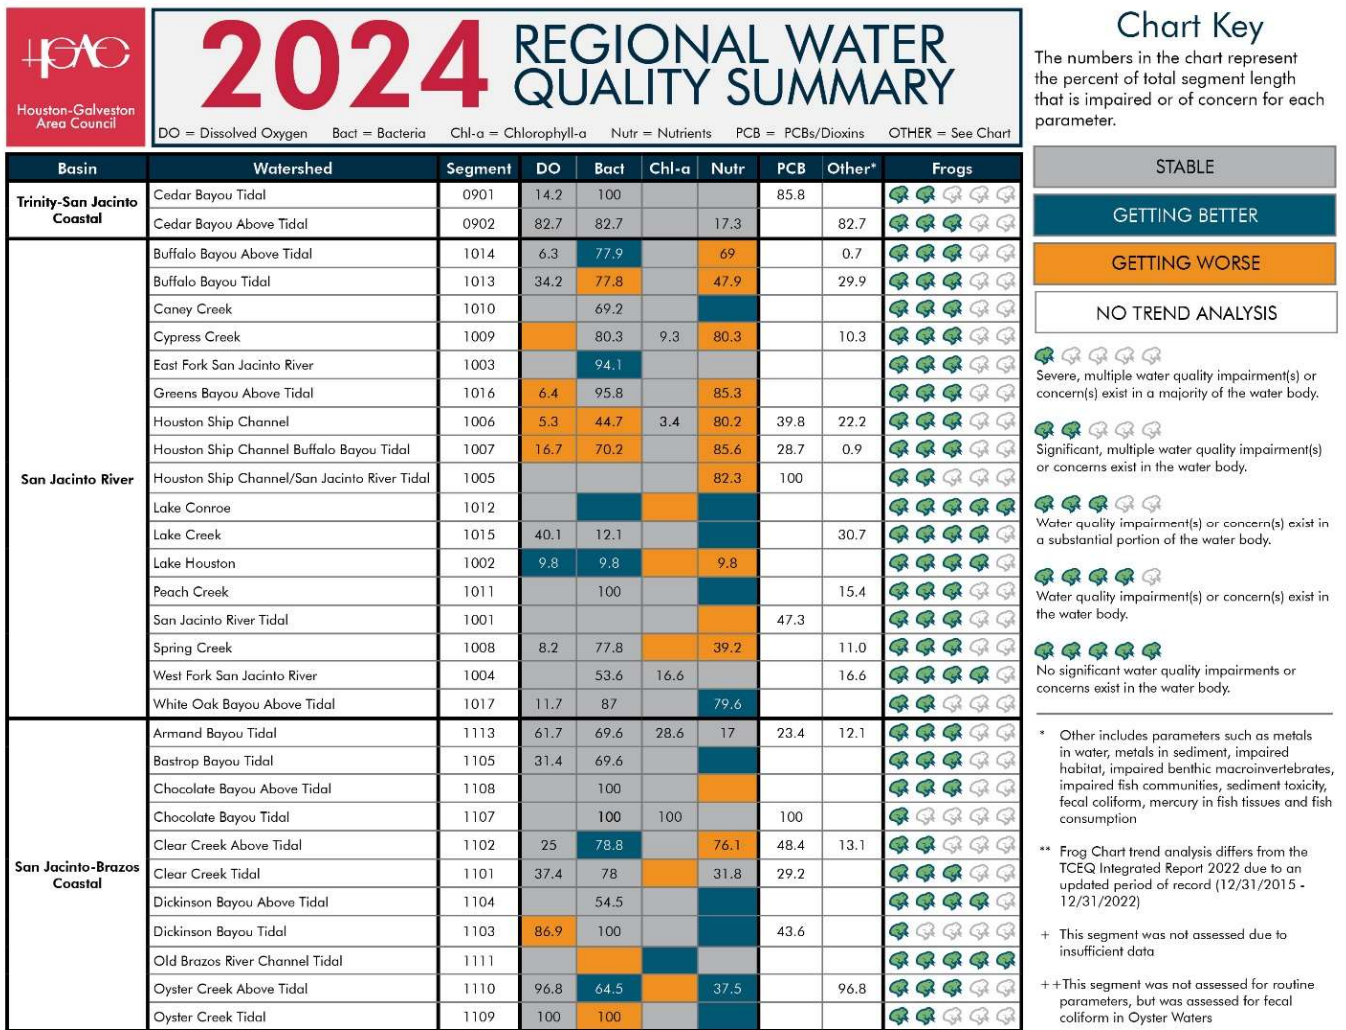 HGAC
Houston-Galveston
Area Council
2024 REGIONAL WATER
QUALITY SUMMARY
DO = Dissolved Oxygen Bact = Bacteria Chl-a = Chlorophyll-a Nutr = Nutrients PCB = PCBs/Dioxins OTHER = See Chart
Basin Watershed Segment DO Bact Chl-a Nutr PCB Other* Frogs
Trinity-San Jacinto
Coastal
Cedar Bayou Tidal 0901 14.2 100 85.8
Cedar Bayou Above Tidal 0902 82.7 82.7 17.3 82.7
San Jacinto River
Buffalo Bayou Above Tidal 1014 6.3 77.9 69 0.7
Buffalo Bayou Tidal 1013 34.2 77.8 47.9 29.9
Caney Creek 1010 69.2
Cypress Creek 1009 80.3 9.3 80.3 10.3
East Fork San Jacinto River 1003 94.1
Greens Bayou Above Tidal 1016 6.4 95.8 85.3
Houston Ship Channel 1006 5.3 44.7 3.4 80.2 39.8 22.2
Houston Ship Channel Buffalo Bayou Tidal 1007 16.7 70.2 85.6 28.7 0.9
Houston Ship Channel/San Jacinto River Tidal 1005 82.3 100
Lake Conroe 1012
Lake Creek 1015 40.1 12.1 30.7
Lake Houston 1002 9.8 9.8 9.8
Peach Creek 1011 100 15.4
San Jacinto River Tidal 1001 47.3
Spring Creek 1008 8.2 77.8 39.2 11.0
West Fork San Jacinto River 1004 53.6 16.6 16.6
White Oak Bayou Above Tidal 1017 11.7 87 79.6
San Jacinto-Brazos
Coastal
Armand Bayou Tidal 1113 61.7 69.6 28.6 17 23.4 12.1
Bastrop Bayou Tidal 1105 31.4 69.6
Chocolate Bayou Above Tidal 1108 100
Chocolate Bayou Tidal 1107 100 100 100
Clear Creek Above Tidal 1102 25 78.8 76.1 48.4 13.1
Clear Creek Tidal 1101 37.4 78 31.8 29.2
Dickinson Bayou Above Tidal 1104 54.5
Dickinson Bayou Tidal 1103 86.9 100 43.6
Old Brazos River Channel Tidal 1111
Oyster Creek Above Tidal 1110 96.8 64.5 37.5 96.8
Oyster Creek Tidal 1109 100 100
Chart Key
The numbers in the chart represent
the percent of total segment length
that is impaired or of concern for each
parameter.
STABLE
GETTING BETTER
GETTING WORSE
NO TREND ANALYSIS
Severe, multiple water quality impairment(s) or
concern(s) exist in a majority of the water body.
Significant, multiple water quality impairment(s)
or concerns exist in the water body.
Water quality impairment(s) or concern(s) exist in
a substantial portion of the water body.
Water quality impairment(s) or concern(s) exist in
the water body.
No significant water quality impairments or
concerns exist in the water body.
* Other includes parameters such as metals
in water, metals in sediment, impaired
habitat, impaired benthic macroinvertebrates,
impaired fish communities, sediment toxicity,
fecal coliform, mercury in fish tissues and fish
consumption
** Frog Chart trend analysis differs from the
TCEQ Integrated Report 2022 due to an
updated period of record (12/31/2015 -
12/31/2022)
+ This segment was not assessed due to
insufficient data
++This segment was not assessed for routine
parameters, but was assessed for fecal
coliform in Oyster Waters